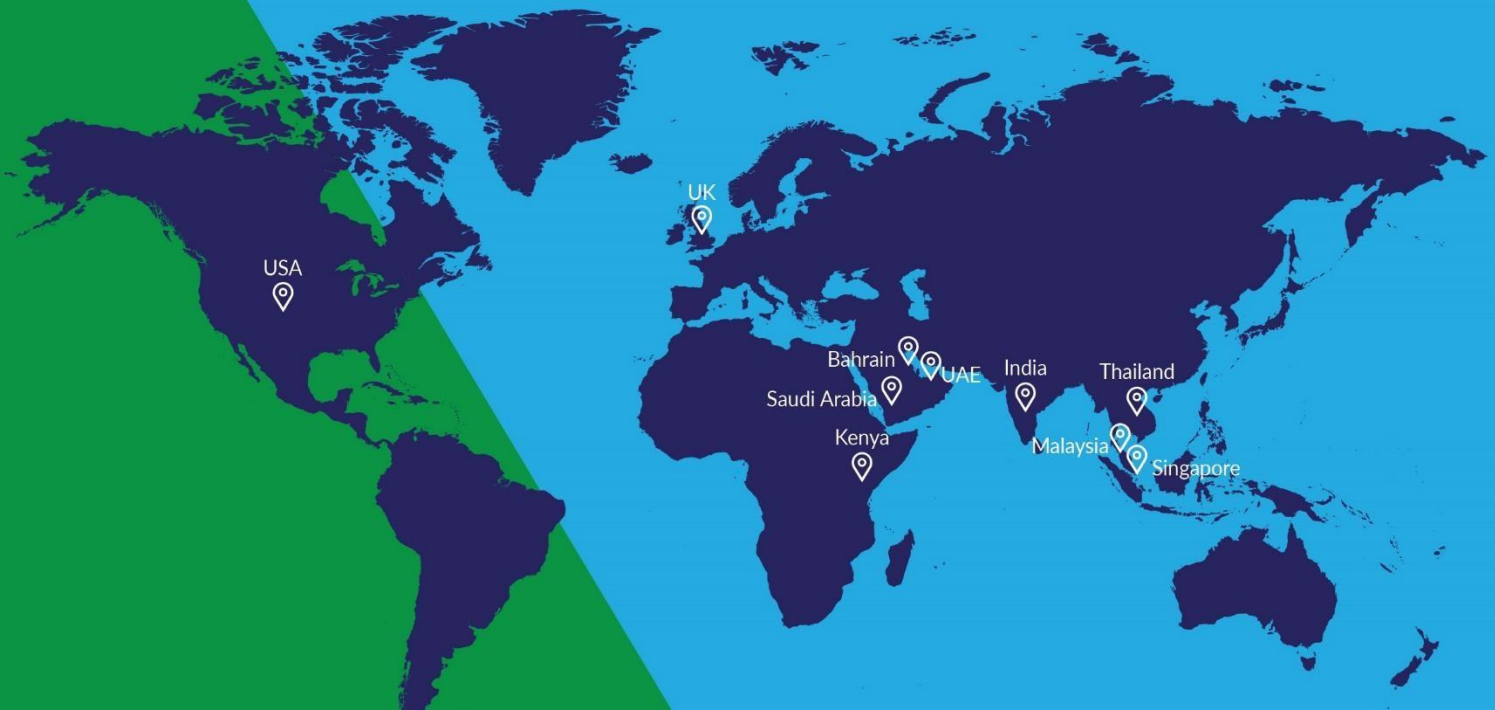 UK
USA
Bahrain
UAE
India
Thailand
Saudi Arabia
Kenya
Malaysia
Singapore